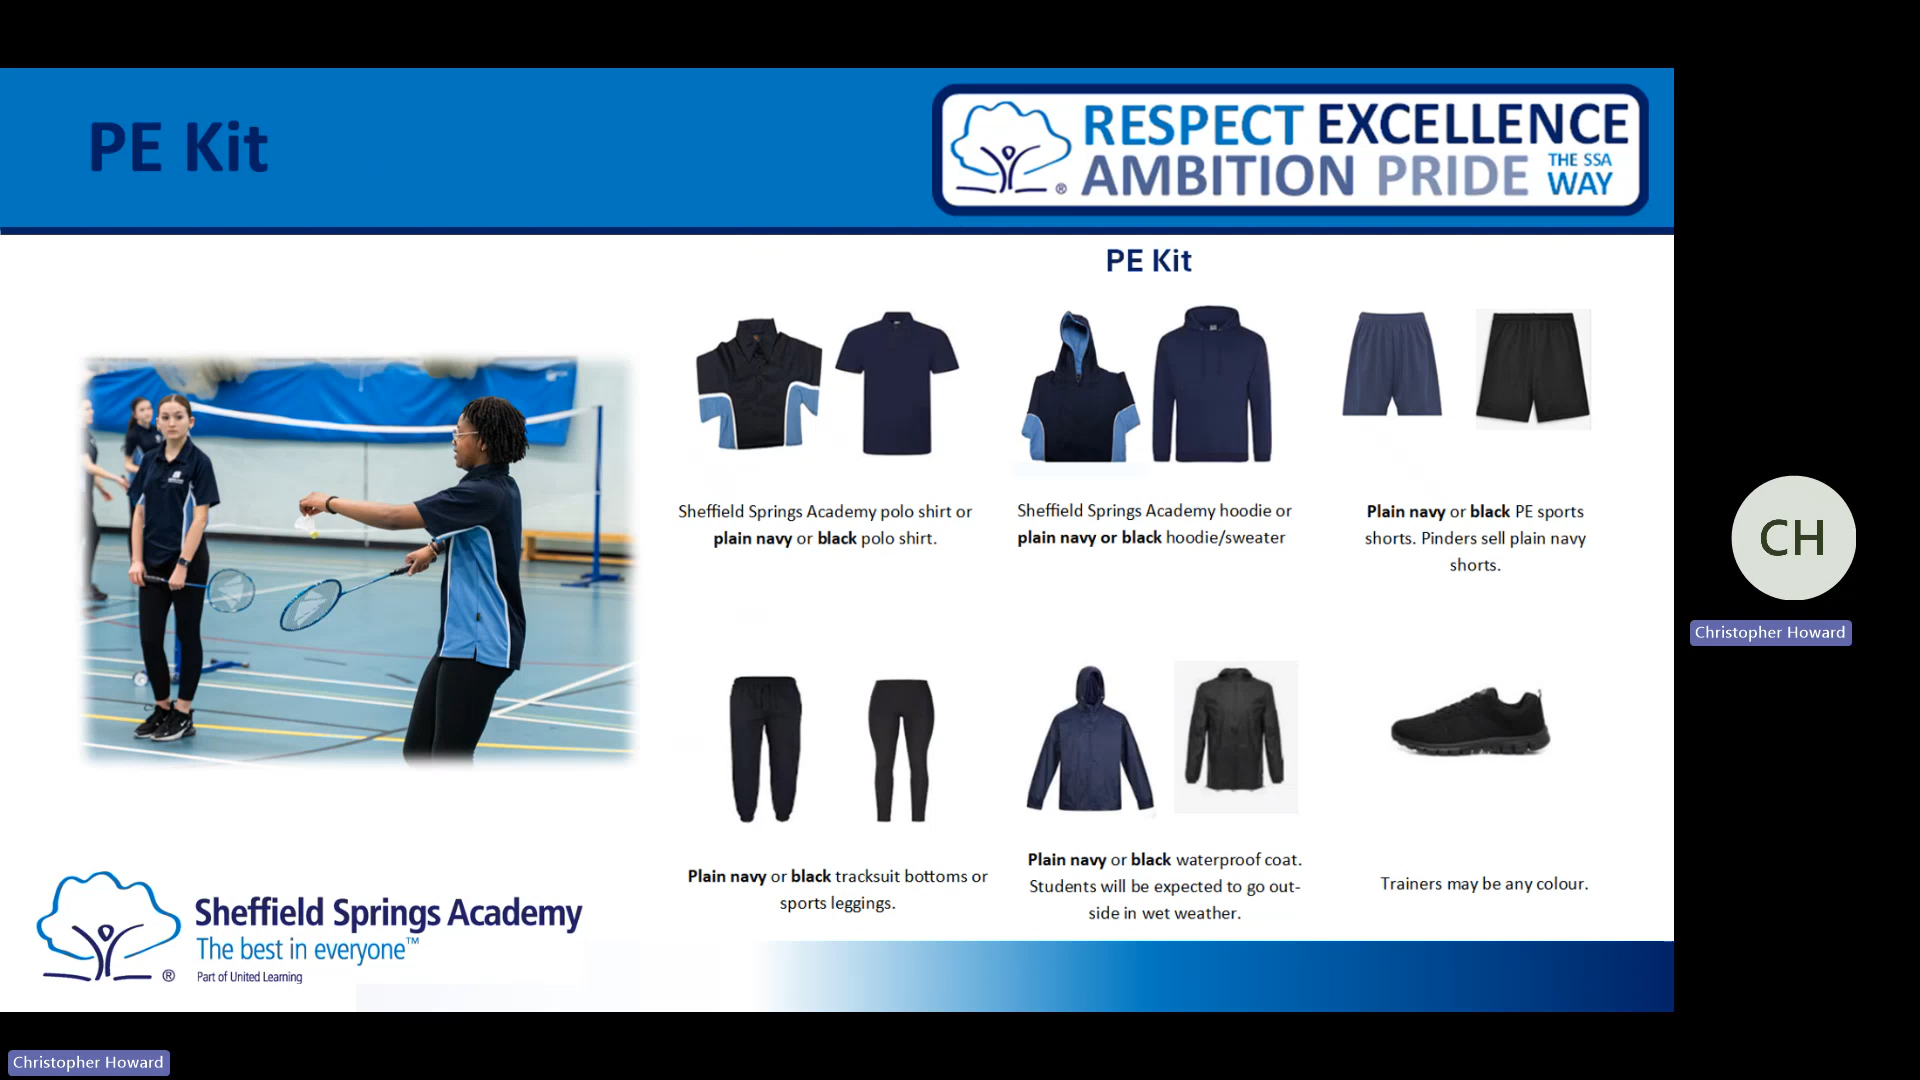 PE Kit
RESPECT EXCELLENCE
AMBITION PRIDE THE SSA WAY
®
PE Kit
Sheffield Springs Academy polo shirt or
plain navy or black polo shirt.
Sheffield Springs Academy hoodie or
plain navy or black hoodie/sweater
Plain navy or black PE sports
shorts. Pinders sell plain navy
shorts.
Plain navy or black tracksuit bottoms or
sports leggings.
Plain navy or black waterproof coat.
Students will be expected to go out-
side in wet weather.
Trainers may be any colour.
Sheffield Springs Academy
The best in everyone™
Part of United Learning
®
CH
Christopher Howard
Christopher Howard